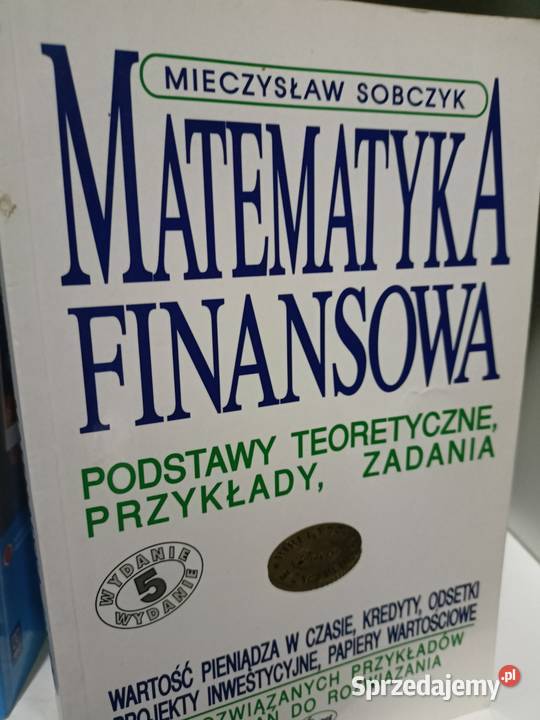 MIECZYSŁAW SOBCZYK
MATEMATYKA
FINANSOWA
PODSTAWY TEORETYCZNE,
PRZYKŁADY, ZADANIA
WYDANIE
5
WYDANIE
WARTOŚĆ PIENIĄDZA W CZASIE, KREDYTY, ODSETKI
PROJEKTY INWESTYCYJNE, PAPIERY WARTOŚCIOWE
ROZWIĄZANYCH PRZYKŁADÓW
DO ROZWIĄZANIA
Sprzedajemy.pl